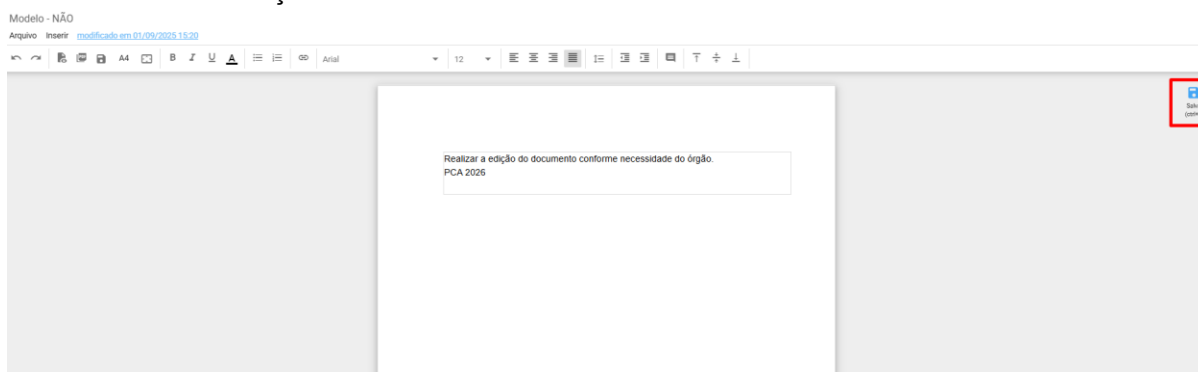 Modelo - NÃO
Arquivo Inserir modificado em 01/09/2025 15:20
A4 B I U A Arial 12
Realizar a edição do documento conforme necessidade do órgão.
PCA 2026